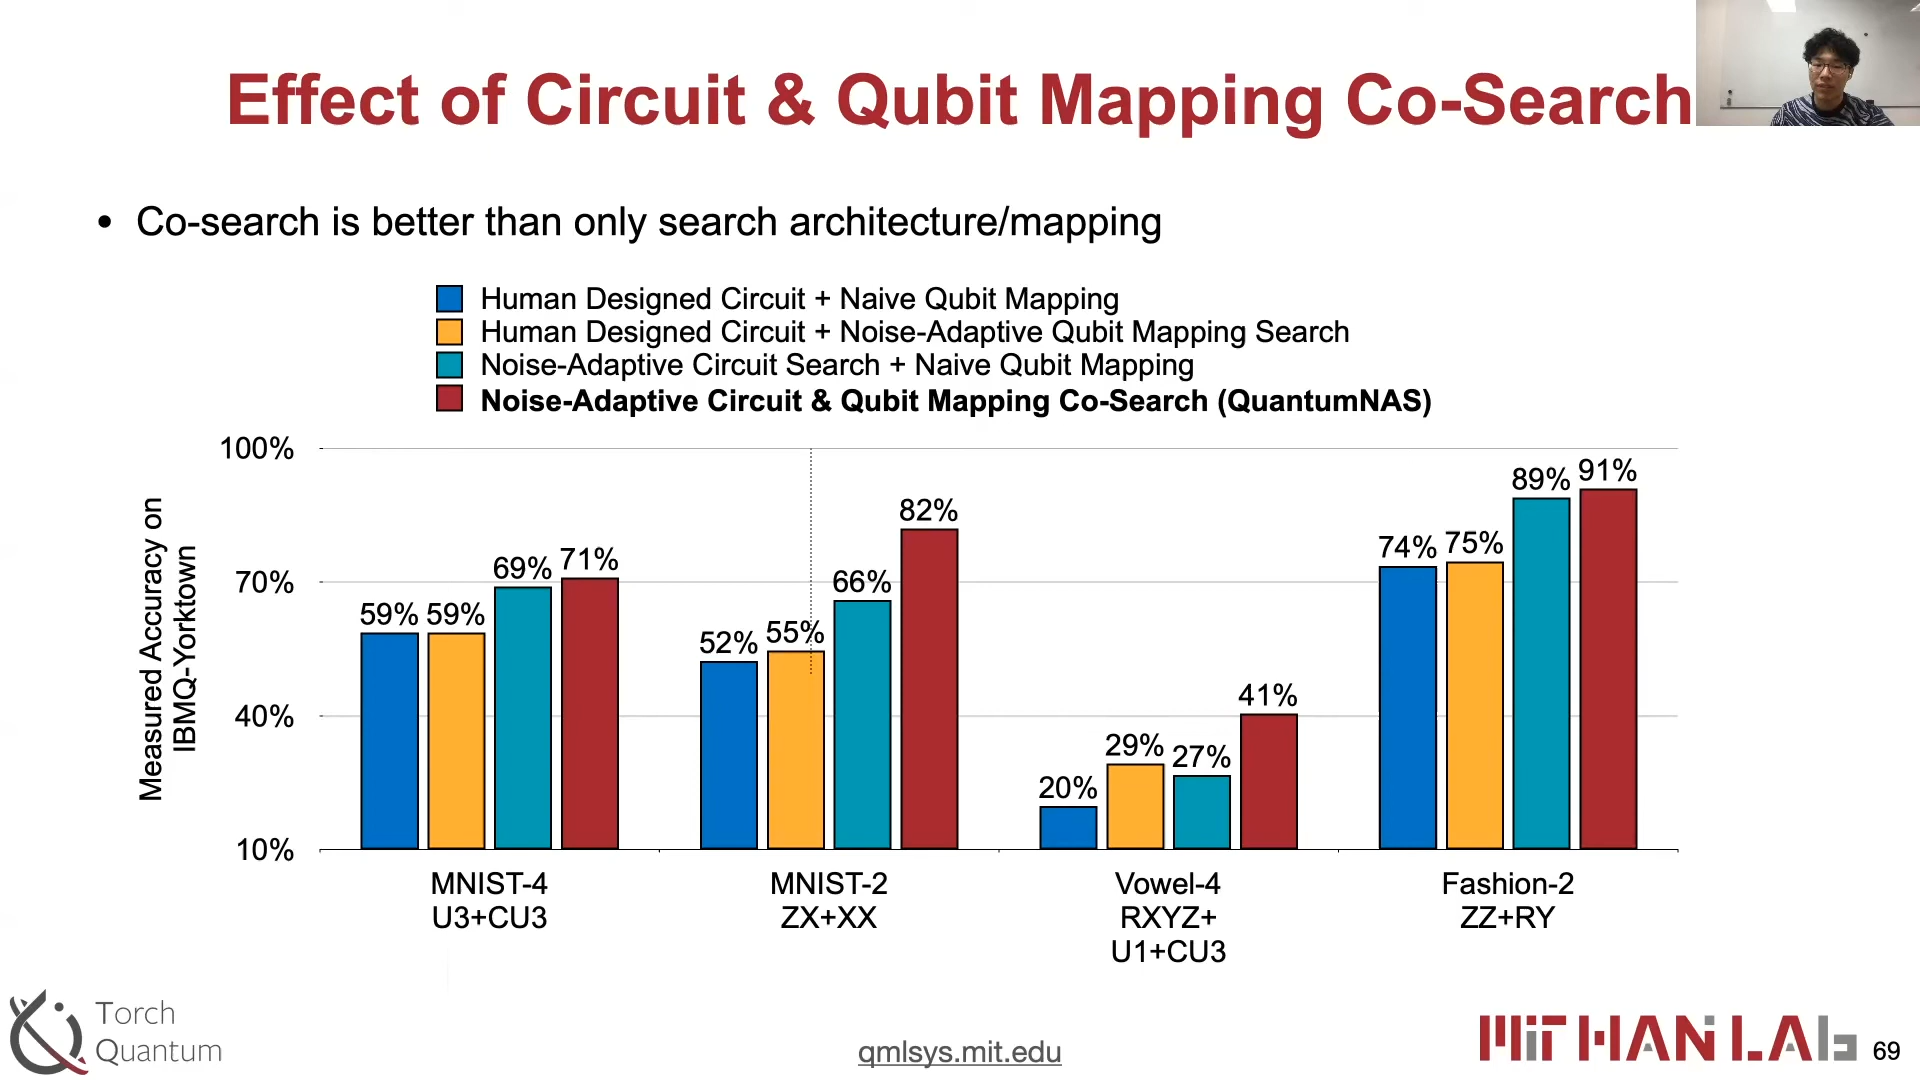 Effect of Circuit & Qubit Mapping Co-Search
• Co-search is better than only search architecture/mapping
Human Designed Circuit + Naive Qubit Mapping
Human Designed Circuit + Noise-Adaptive Qubit Mapping Search
Noise-Adaptive Circuit Search + Naive Qubit Mapping
Noise-Adaptive Circuit & Qubit Mapping Co-Search (QuantumNAS)
Measured Accuracy on
IBMQ-Yorktown
100%
70%
40%
10%
59% 59% 69% 71%
52% 55% 66% 82%
20% 29% 27% 41%
74% 75% 89% 91%
MNIST-4
U3+CU3
MNIST-2
ZX+XX
Vowel-4
RXYZ+
U1+CU3
Fashion-2
ZZ+RY
Torch
Quantum
qmlsys.mit.edu
MIT HAN LAB
69